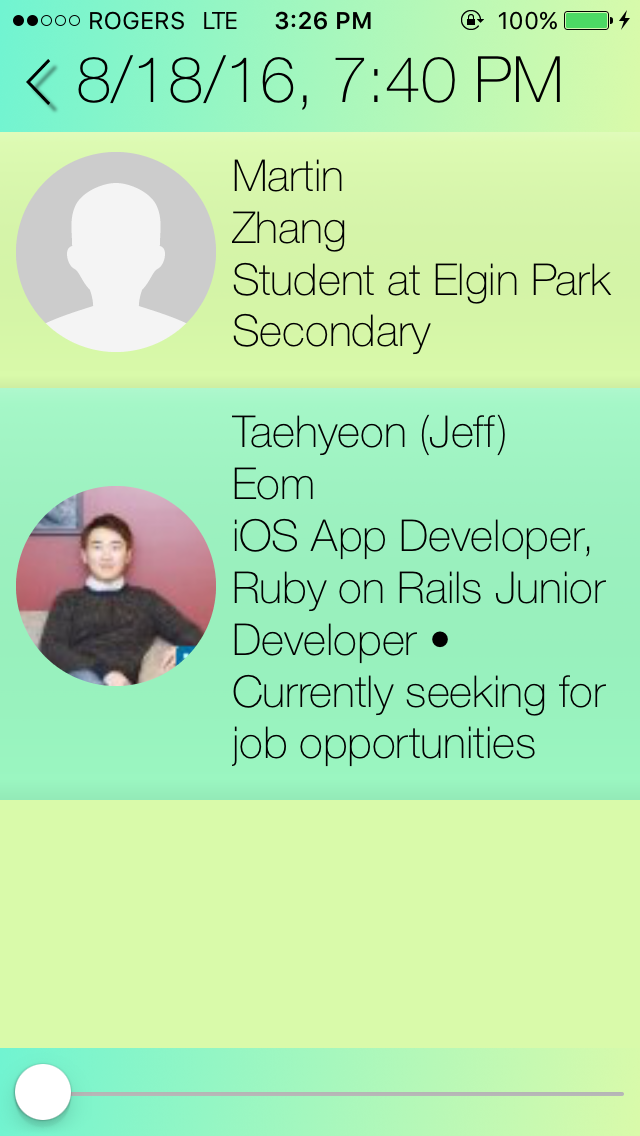 ROGERS LTE 3:26 PM 100%
8/18/16, 7:40 PM
Martin
Zhang
Student at Elgin Park
Secondary
Taehyeon (Jeff)
Eom
iOS App Developer,
Ruby on Rails Junior
Developer •
Currently seeking for
job opportunities